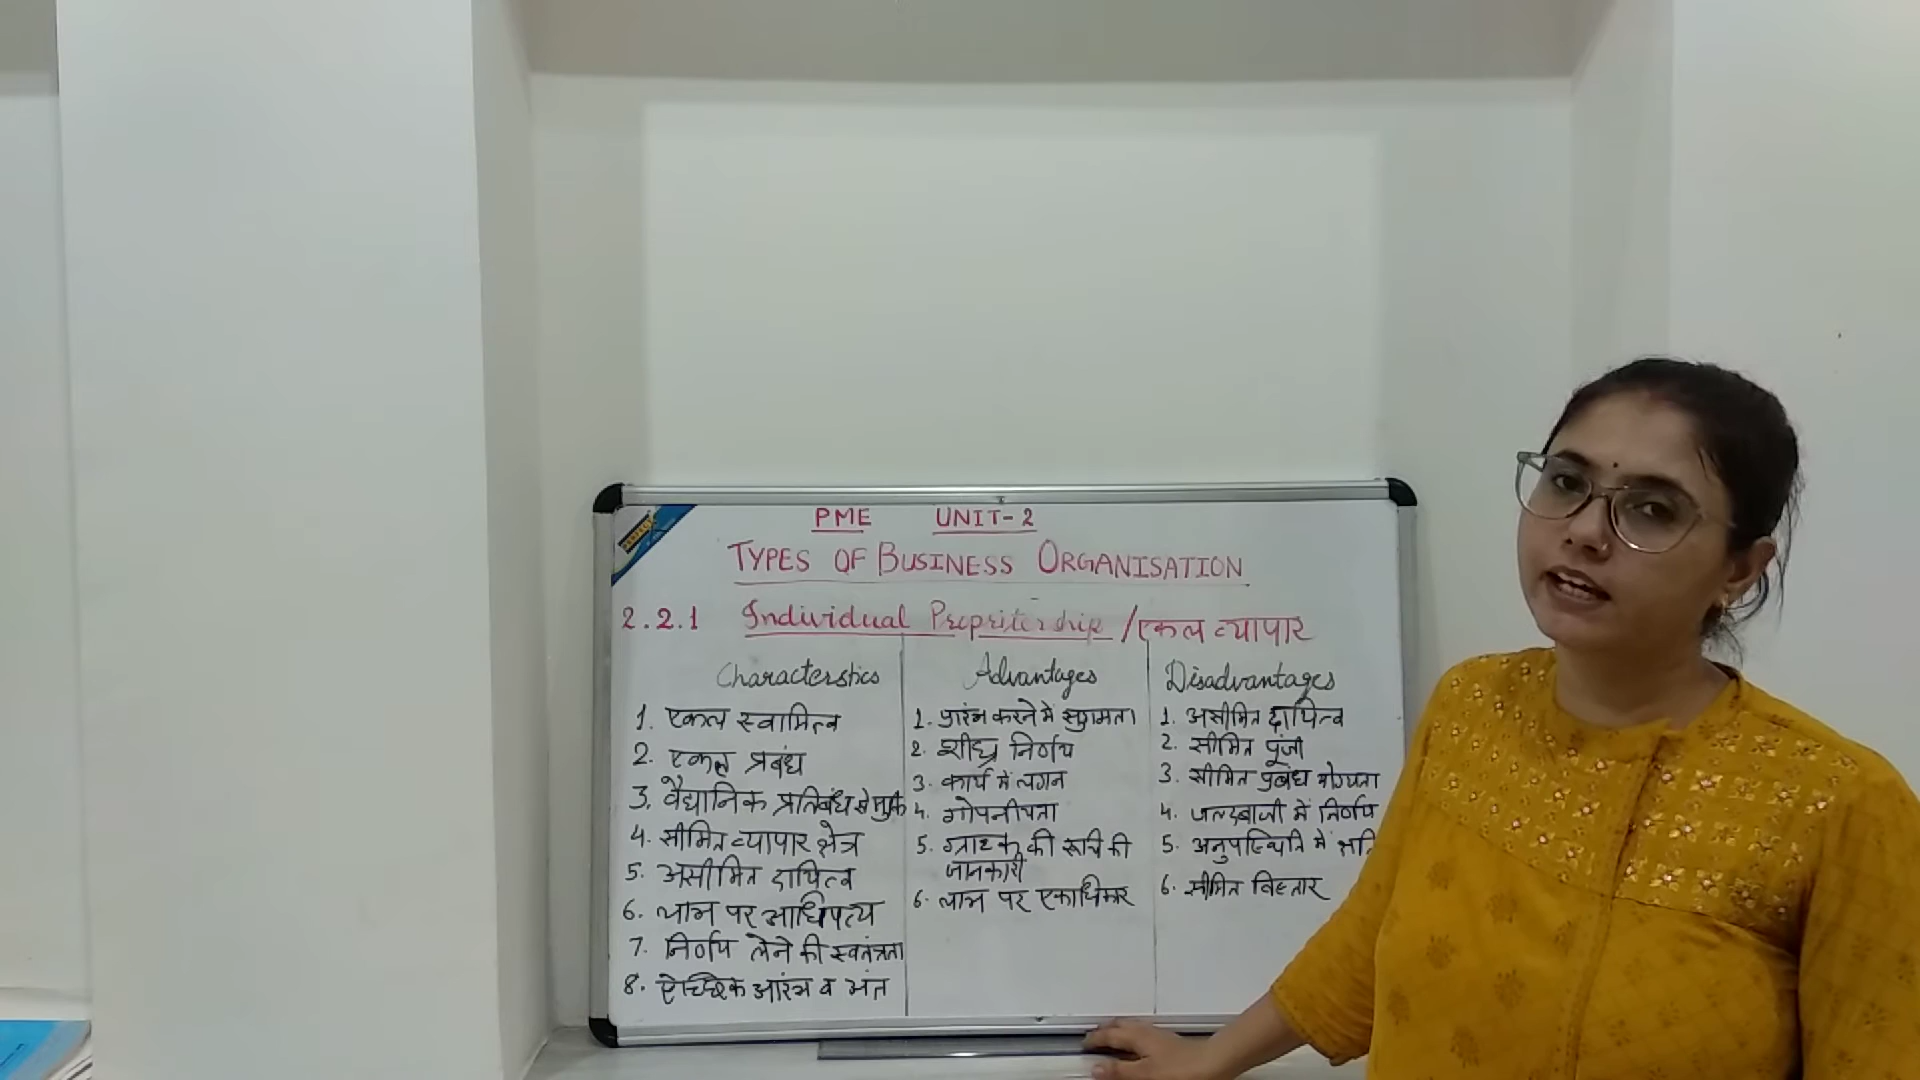 PME UNIT-2
TYPES OF BUSINESS ORGANISATION
2.2.1 Individual Propritership /एकल व्यापार
Characterstics
1. एकल स्वामित्व
2. एकल प्रबंध
3. वैद्यानिक प्रतिबंध से मुक्ति
4. सीमित व्यापार क्षेत्र
5. असीमित दायित्व
6. लाभ पर आधिपत्य
7. निर्णय लेने की स्वतंत्रता
8. ऐच्छिक आरंभ व अंत
Advantages
1. प्रारंभ करने में सुगमता
2. शीघ्र निर्णय
3. कार्य में लगन
4. गोपनीयता
5. ग्राहक की रूचि की
जानकारी
6. लाभ पर एकाधिकार
Disadvantages
1. असीमित दायित्व
2. सीमित पूंजी
3. सीमित प्रबंध योग्यता
4. जल्दबाजी में निर्णय
5. अनुपस्थिति में
6. सीमित विस्तार